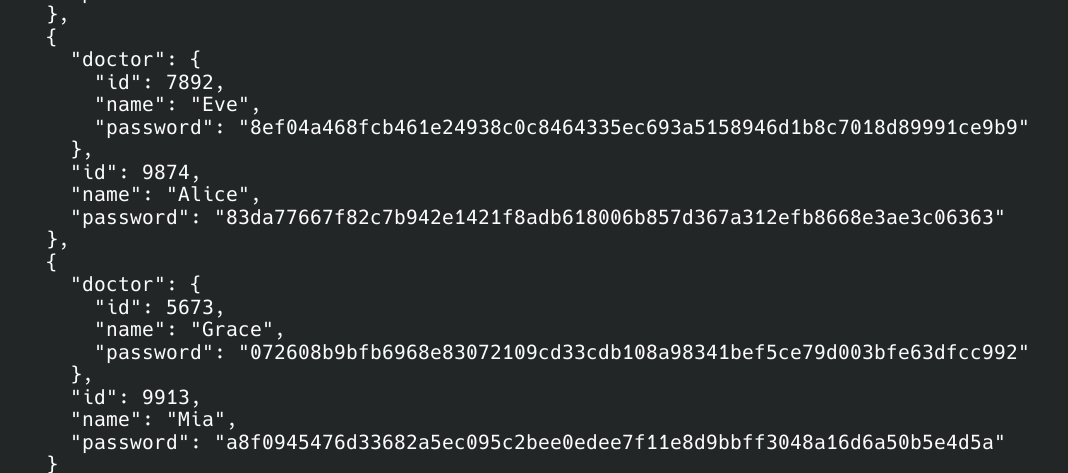 },
{
"doctor": {
"id": 7892,
"name": "Eve",
"password": "8ef04a468fcb461e24938c0c8464335ec693a5158946d1b8c7018d89991ce9b9"
},
"id": 9874,
"name": "Alice",
"password": "83da77667f82c7b942e1421f8adb618006b857d367a312efb8668e3ae3c06363"
},
{
"doctor": {
"id": 5673,
"name": "Grace",
"password": "072608b9bfb6968e83072109cd33cdb108a98341bef5ce79d003bfe63dfcc992"
},
"id": 9913,
"name": "Mia",
"password": "a8f0945476d33682a5ec095c2bee0edee7f11e8d9bbff3048a16d6a50b5e4d5a"
}